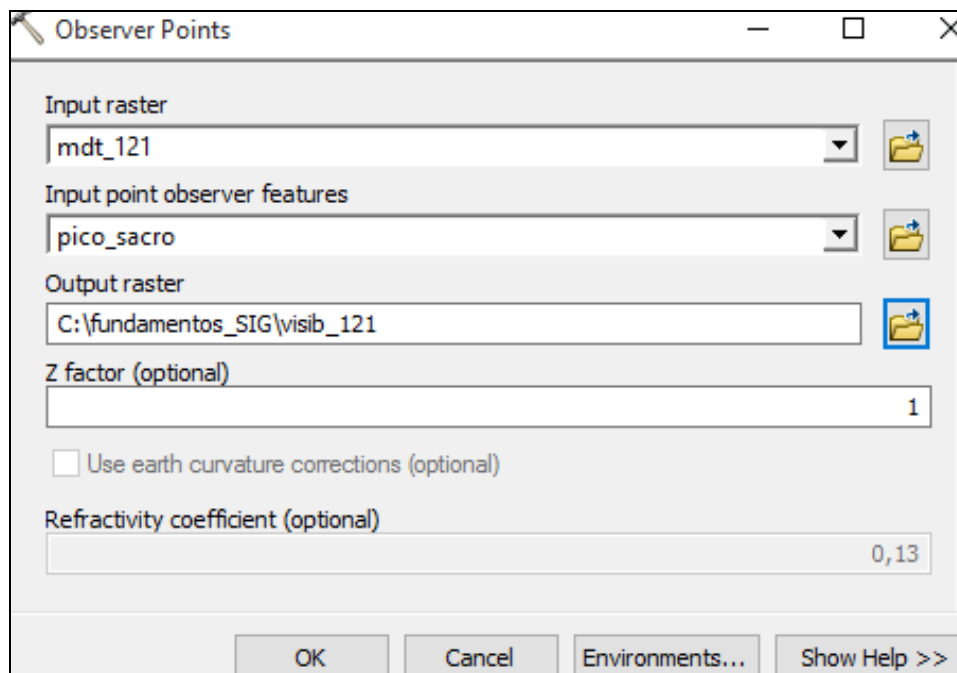 Observer Points
Input raster
mdt_121
Input point observer features
pico_sacro
Output raster
C:\fundamentos_SIG\visib_121
Z factor (optional)
1
Use earth curvature corrections (optional)
Refractivity coefficient (optional)
0,13
OK Cancel Environments... Show Help >>